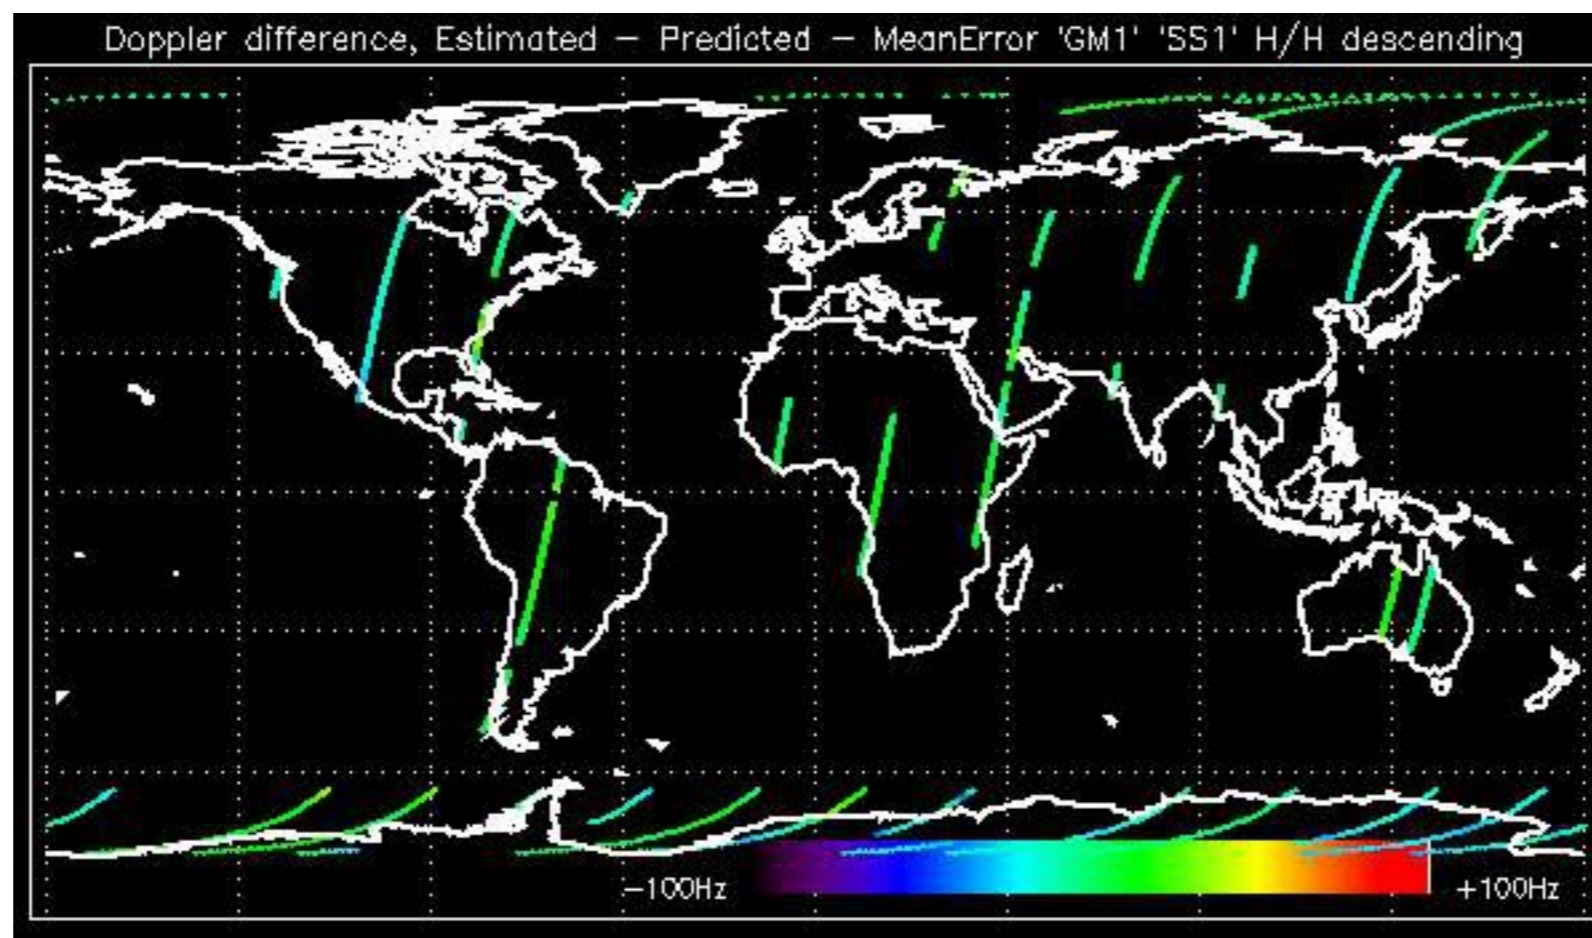 Doppler difference, Estimated − Predicted − MeanError 'GM1' 'SS1' H/H descending
−100Hz
+100Hz